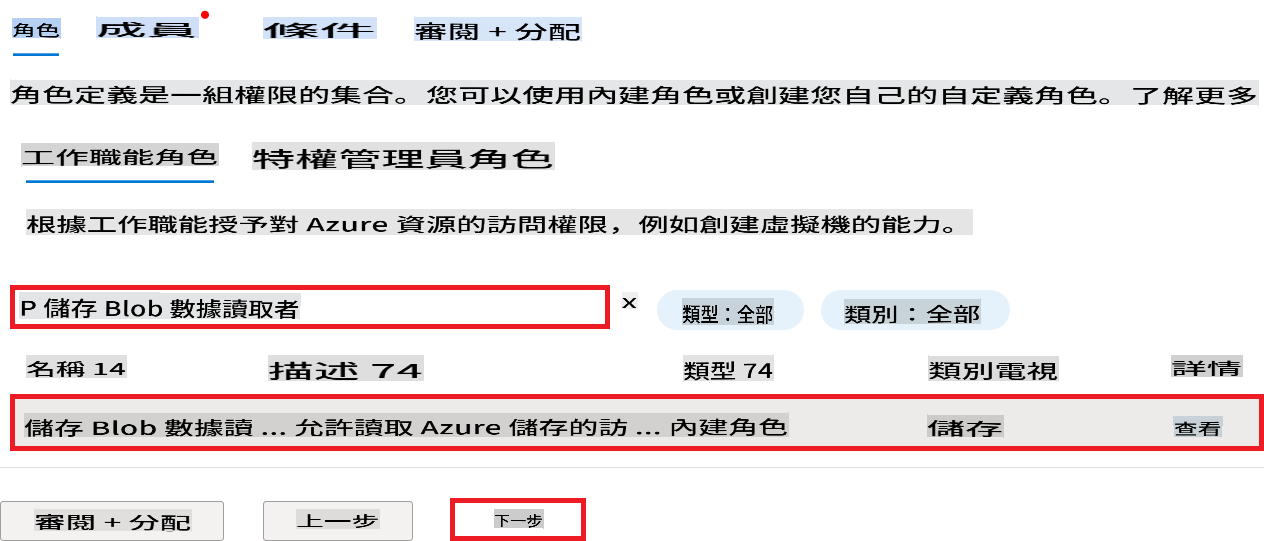 角色 成員 條件 審閱 + 分配
角色定義是一組權限的集合。您可以使用內建角色或創建您自己的自定義角色。了解更多
工作職能角色 特權管理員角色
根據工作職能授予對 Azure 資源的訪問權限，例如創建虛擬機的能力。
P 儲存 Blob 數據讀取者 x 類型：全部 類別：全部
名稱 14 描述 74 類型 74 類別電視 詳情
儲存 Blob 數據讀 ... 允許讀取 Azure 儲存的訪 ... 內建角色 儲存 查看
審閱 + 分配 上一步 下一步